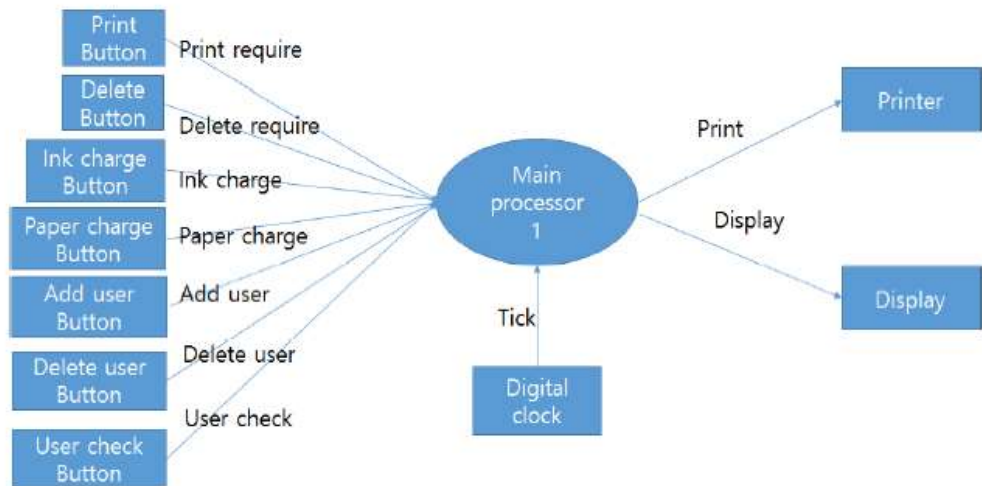 Print
Button
Print require
Delete
Button
Delete require
Ink charge
Button
Ink charge
Paper charge
Button
Paper charge
Add user
Button
Add user
Delete user
Button
Delete user
User check
Button
User check
Main
processor
1
Tick
Digital
clock
Print
Printer
Display
Display